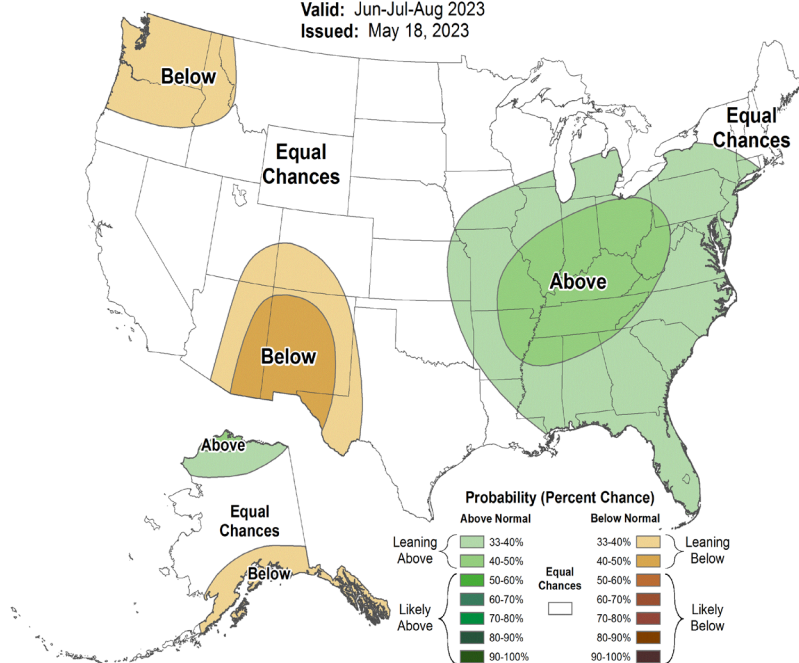 Valid: Jun-Jul-Aug 2023
Issued: May 18, 2023
Below
Equal
Chances
Equal
Chances
Above
Below
Above
Equal
Chances
Below
Probability (Percent Chance)
Above Normal
Below Normal
Leaning
Above
33-40%
40-50%
Likely
Above
50-60%
60-70%
70-80%
80-90%
90-100%
Equal
Chances
33-40%
40-50%
Leaning
Below
50-60%
60-70%
70-80%
80-90%
90-100%
Likely
Below